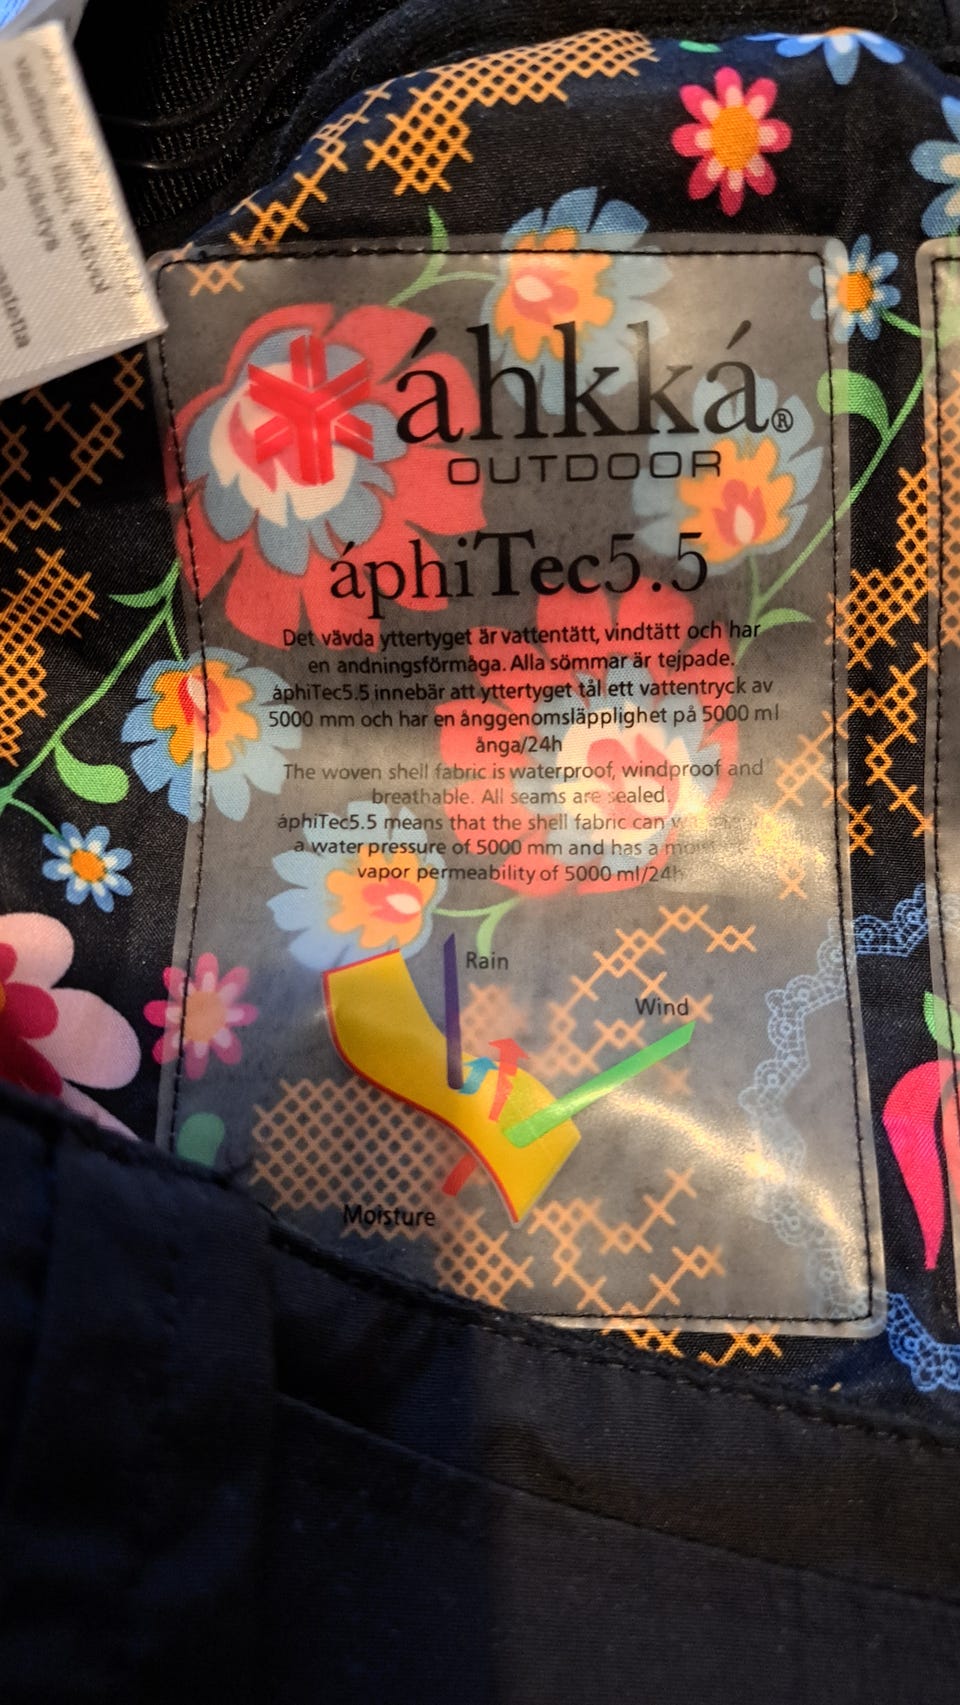 áhkká®
OUTDOOR
áphiTec5.5
Det vävda yttertyget är vattentätt, vindtätt och har
en andningsförmåga. Alla sömmar är tejpade.
áphiTec5.5 innebär att yttertyget tål ett vattentryck av
5000 mm och har en ånggenomsläpplighet på 5000 ml
ånga/24h
The woven shell fabric is waterproof, windproof and
breathable. All seams are sealed.
áphiTec5.5 means that the shell fabric can
a water pressure of 5000 mm and has a
vapor permeability of 5000 ml/24h
Rain
Wind
Moisture